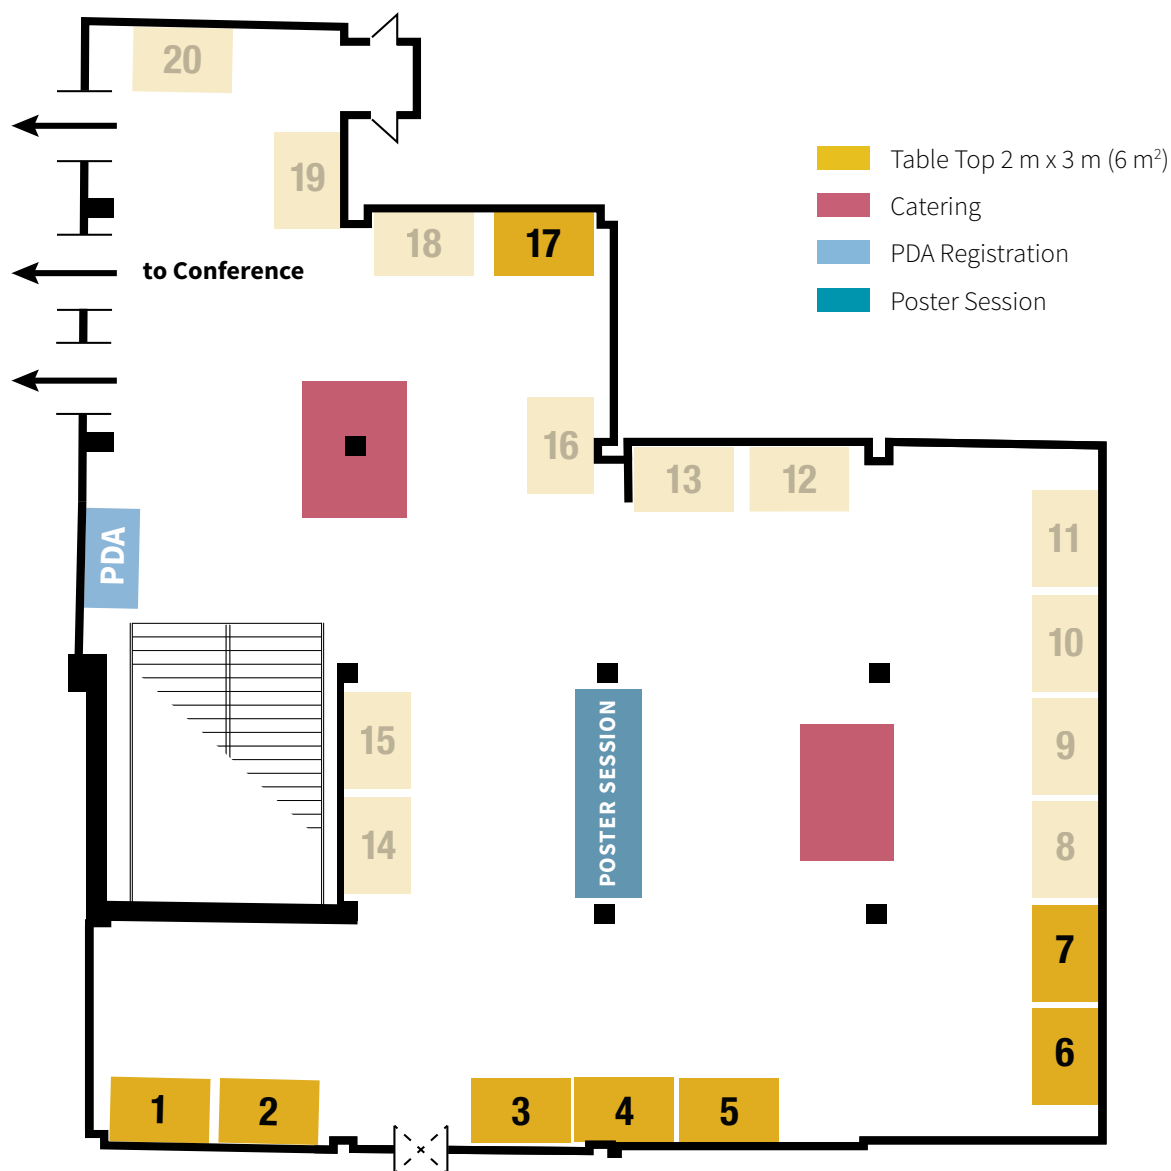 20
19
18
17
Table Top 2 m x 3 m (6 m²)
Catering
PDA Registration
Poster Session
to Conference
16
13
12
11
PDA
10
15
POSTER SESSION
9
14
8
7
6
1
2
3
4
5